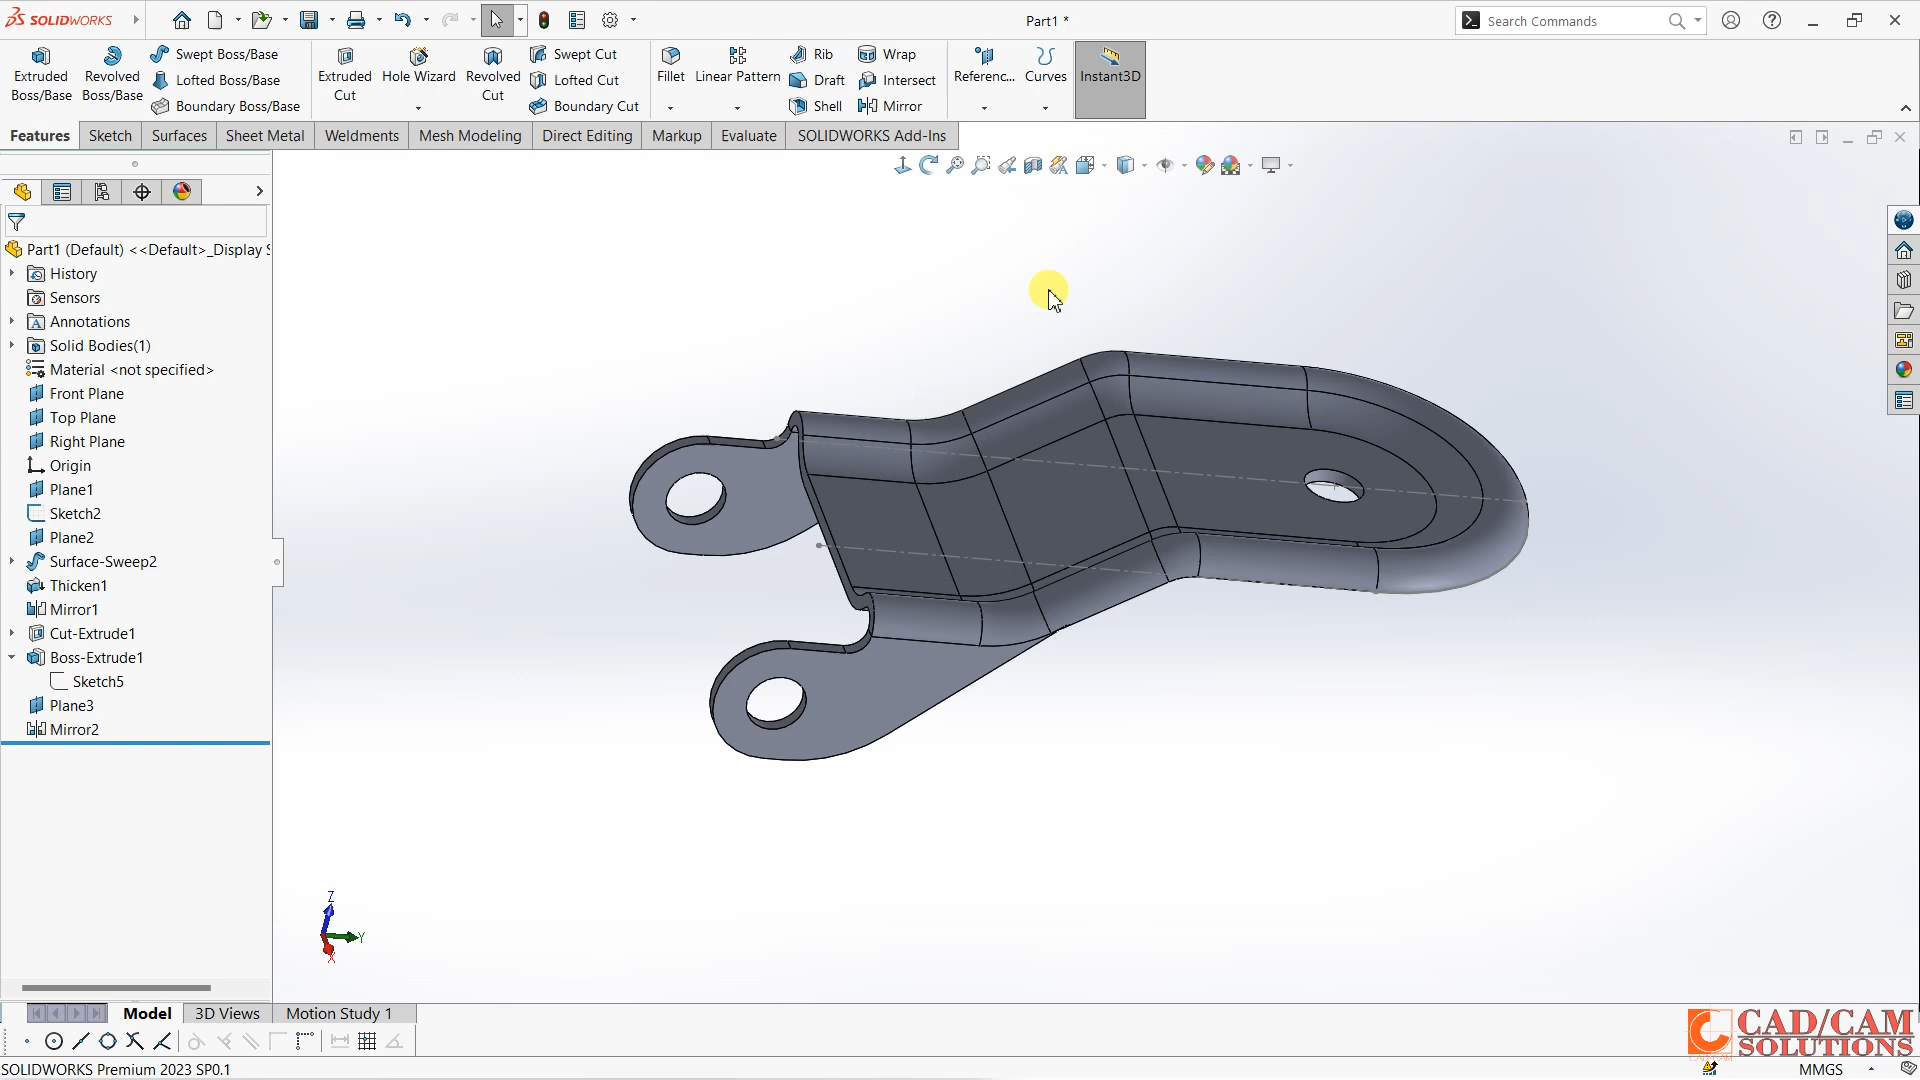 SOLIDWORKS
Part1 *
Search Commands
Extruded Boss/Base
Revolved Boss/Base
Swept Boss/Base
Lofted Boss/Base
Boundary Boss/Base
Extruded Cut
Hole Wizard
Revolved Cut
Swept Cut
Lofted Cut
Boundary Cut
Fillet
Linear Pattern
Rib
Draft
Shell
Wrap
Intersect
Mirror
Referenc...
Curves
Instant3D
Features
Sketch
Surfaces
Sheet Metal
Weldments
Mesh Modeling
Direct Editing
Markup
Evaluate
SOLIDWORKS Add-Ins
Part1 (Default) <<Default>_Display S
History
Sensors
Annotations
Solid Bodies(1)
Material <not specified>
Front Plane
Top Plane
Right Plane
Origin
Plane1
Sketch2
Plane2
Surface-Sweep2
Thicken1
Mirror1
Cut-Extrude1
Boss-Extrude1
Sketch5
Plane3
Mirror2
Z
Y
X
Model
3D Views
Motion Study 1
CAD/CAM
SOLUTIONS
SOLIDWORKS Premium 2023 SP0.1
MMGS